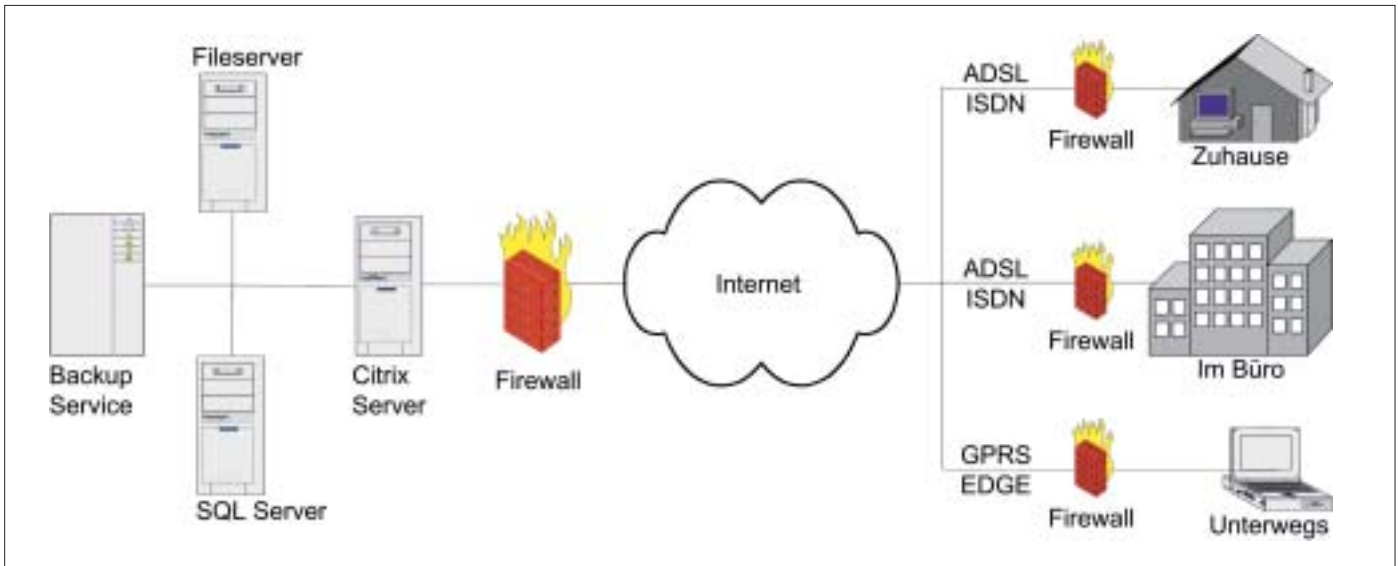 Fileserver
Backup
Service
SQL Server
Citrix
Server
Firewall
Internet
ADSL
ISDN
Firewall
Zuhause
ADSL
ISDN
Firewall
Im Büro
GPRS
EDGE
Firewall
Unterwegs